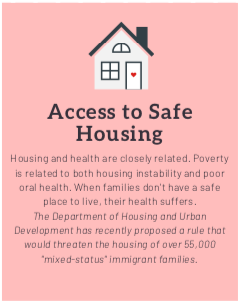 Access to Safe
Housing
Housing and health are closely related. Poverty
is related to both housing instability and poor
oral health. When families don't have a safe
place to live, their health suffers.
The Department of Housing and Urban
Development has recently proposed a rule that
would threaten the housing of over 55,000
"mixed-status" immigrant families.